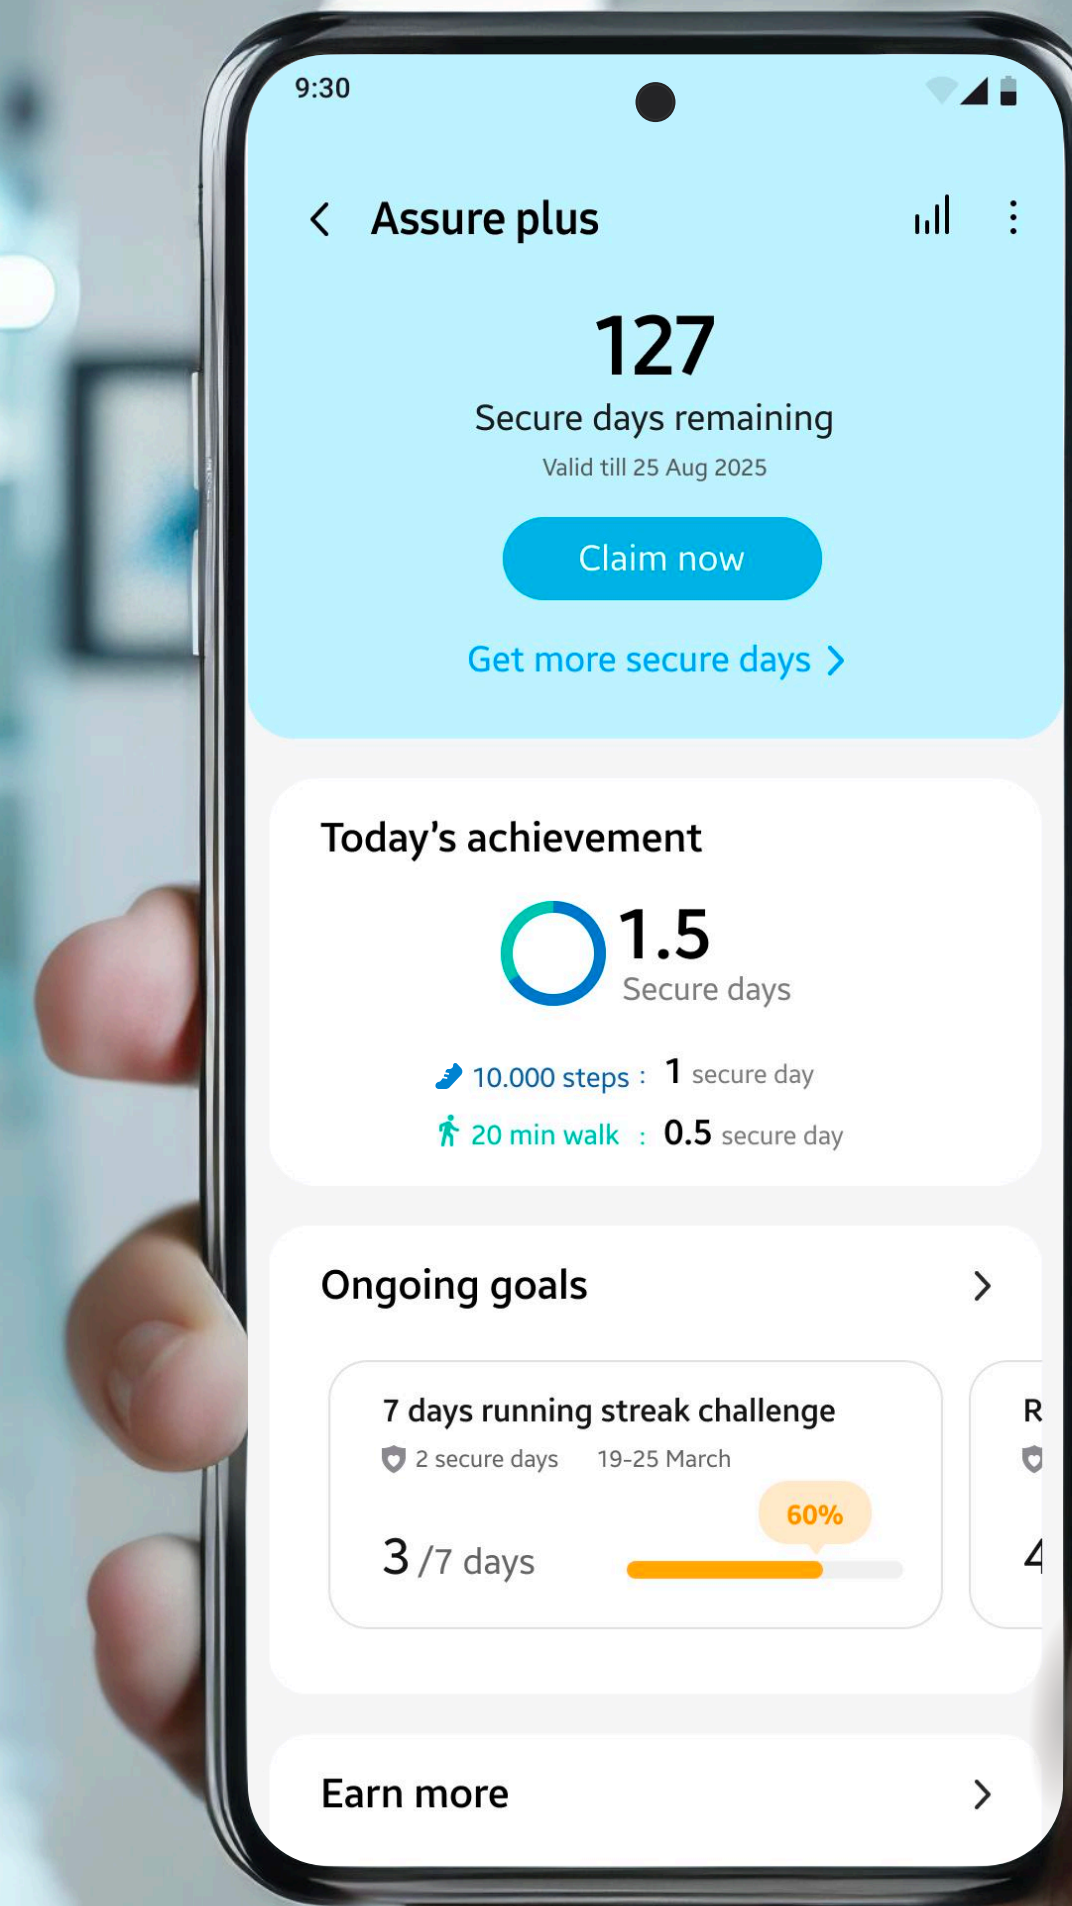 9:30
Assure plus
127
Secure days remaining
Valid till 25 Aug 2025
Claim now
Get more secure days
Today's achievement
1.5
Secure days
10.000 steps : 1 secure day
20 min walk : 0.5 secure day
Ongoing goals
7 days running streak challenge
R
2 secure days 19-25 March
60%
3 /7 days
4
Earn more